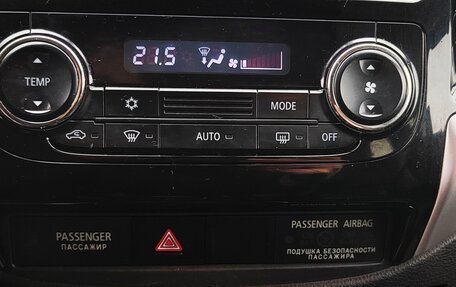 21.5
TEMP
MODE
AUTO
OFF
PASSENGER
ПАССАЖИР
PASSENGER AIRBAG
ПОДУШКА БЕЗОПАСНОСТИ
ПАССАЖИРА